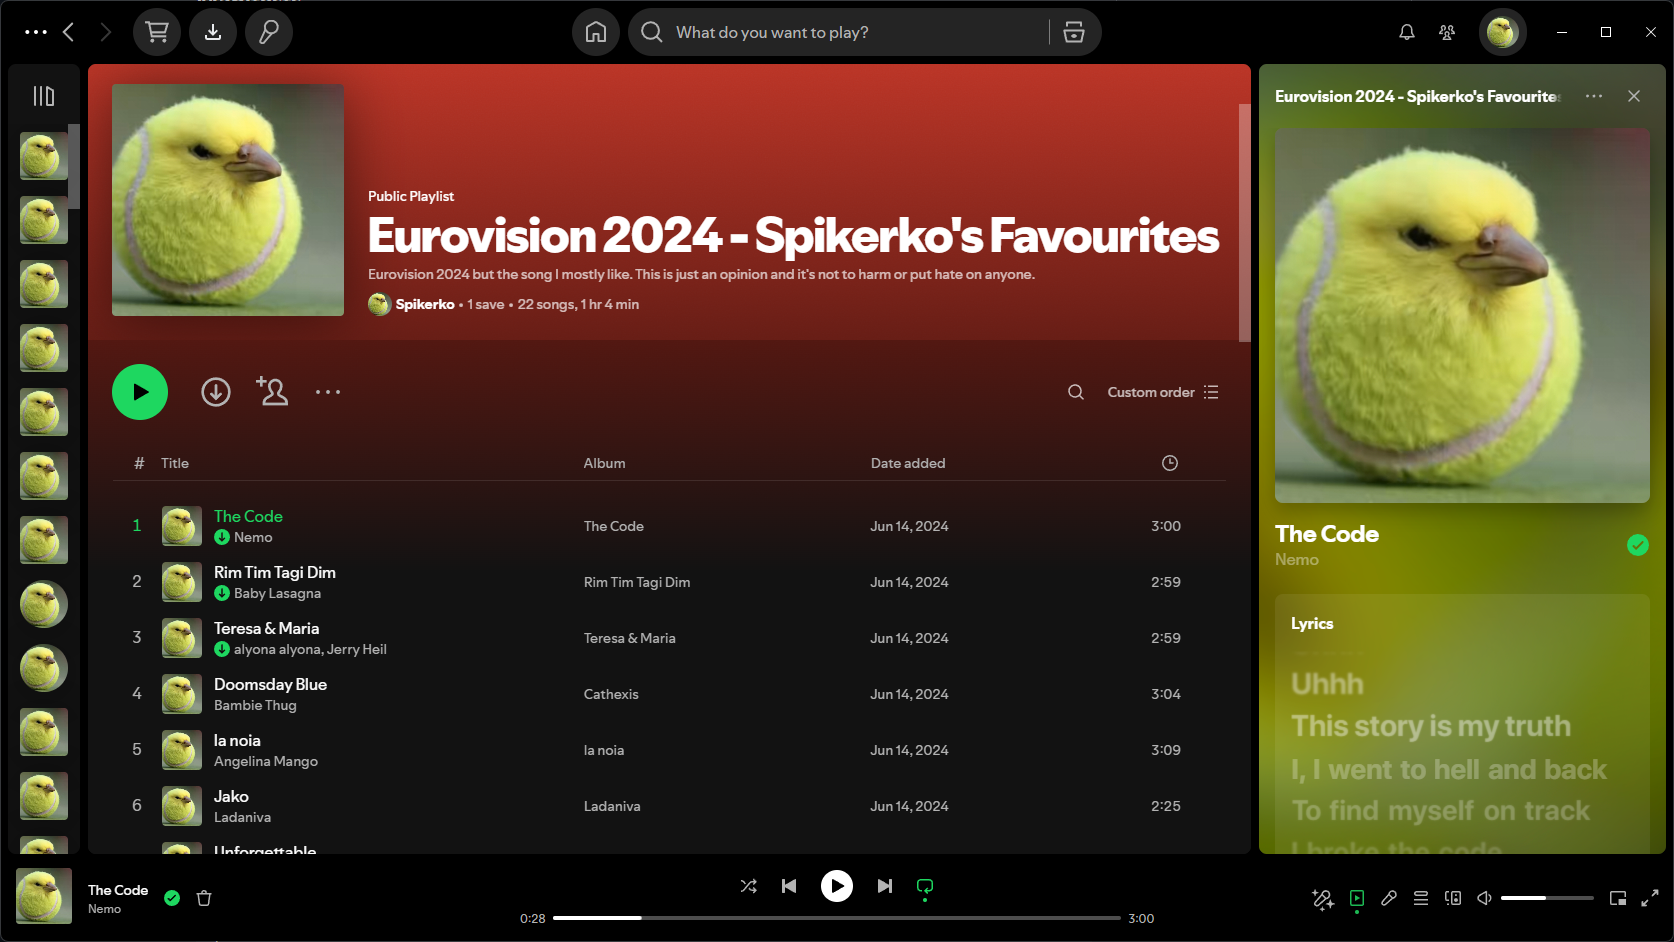 What do you want to play?
Public Playlist
Eurovision 2024 - Spikerko's Favourites
Eurovision 2024 but the song I mostly like. This is just an opinion and it's not to harm or put hate on anyone.
Spikerko • 1 save • 22 songs, 1 hr 4 min
Custom order
# Title Album Date added
1 The Code The Code Jun 14, 2024 3:00
Nemo
2 Rim Tim Tagi Dim Rim Tim Tagi Dim Jun 14, 2024 2:59
Baby Lasagna
3 Teresa & Maria Teresa & Maria Jun 14, 2024 2:59
alyona alyona, Jerry Heil
4 Doomsday Blue Cathexis Jun 14, 2024 3:04
Bambie Thug
5 la noia la noia Jun 14, 2024 3:09
Angelina Mango
6 Jako Ladaniva Jun 14, 2024 2:25
Ladaniva
Unforgettable
Eurovision 2024 - Spikerko's Favourite
The Code
Nemo
Lyrics
Uhhh
This story is my truth
I, I went to hell and back
To find myself on track
I broke the code
The Code
Nemo
0:28
3:00